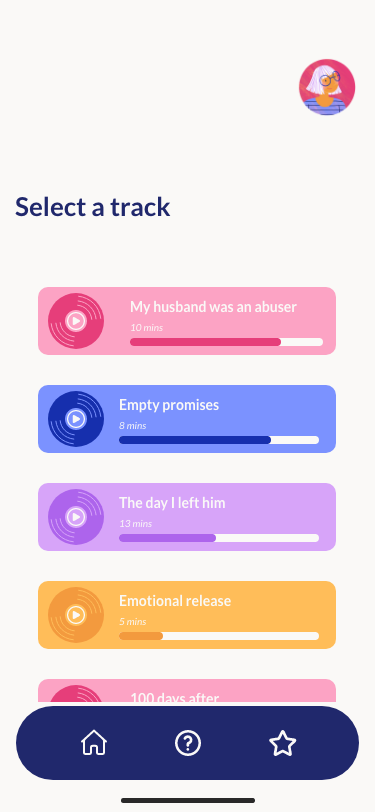 Select a track
My husband was an abuser
10 mins
Empty promises
8 mins
The day I left him
13 mins
Emotional release
5 mins
100 days after